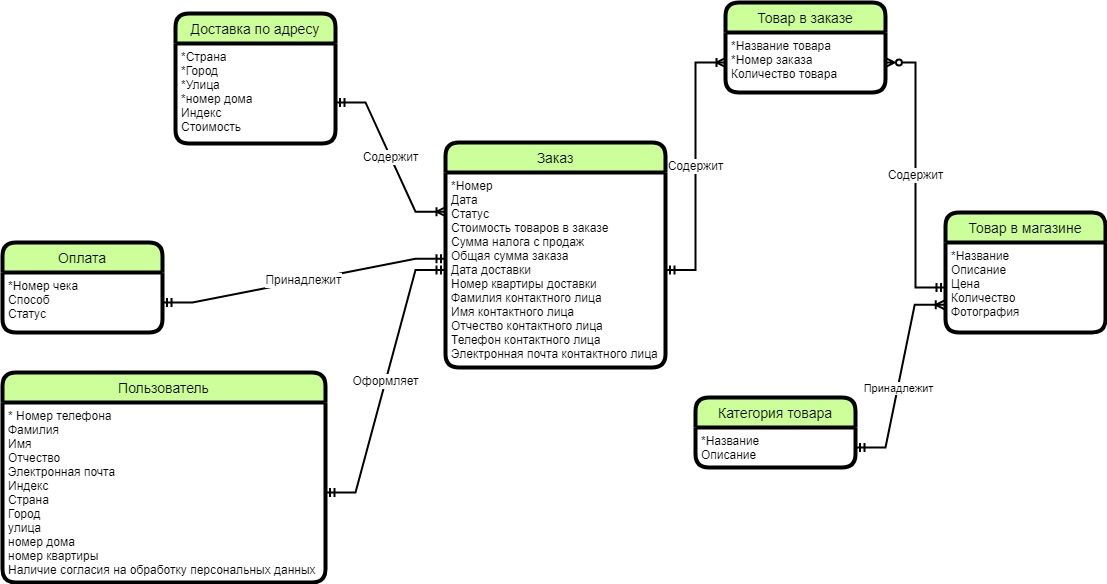 Доставка по адресу
*Страна
*Город
*Улица
*номер дома
Индекс
Стоимость
Товар в заказе
*Название товара
*Номер заказа
Количество товара
Содержит
Заказ
*Номер
Дата
Статус
Стоимость товаров в заказе
Сумма налога с продаж
Общая сумма заказа
Дата доставки
Номер квартиры доставки
Фамилия контактного лица
Имя контактного лица
Отчество контактного лица
Телефон контактного лица
Электронная почта контактного лица
Содержит
Содержит
Товар в магазине
*Название
Описание
Цена
Количество
Фотография
Оплата
*Номер чека
Способ
Статус
Принадлежит
Оформляет
Принадлежит
Пользователь
* Номер телефона
Фамилия
Имя
Отчество
Электронная почта
Индекс
Страна
Город
улица
номер дома
номер квартиры
Наличие согласия на обработку персональных данных
Категория товара
*Название
Описание